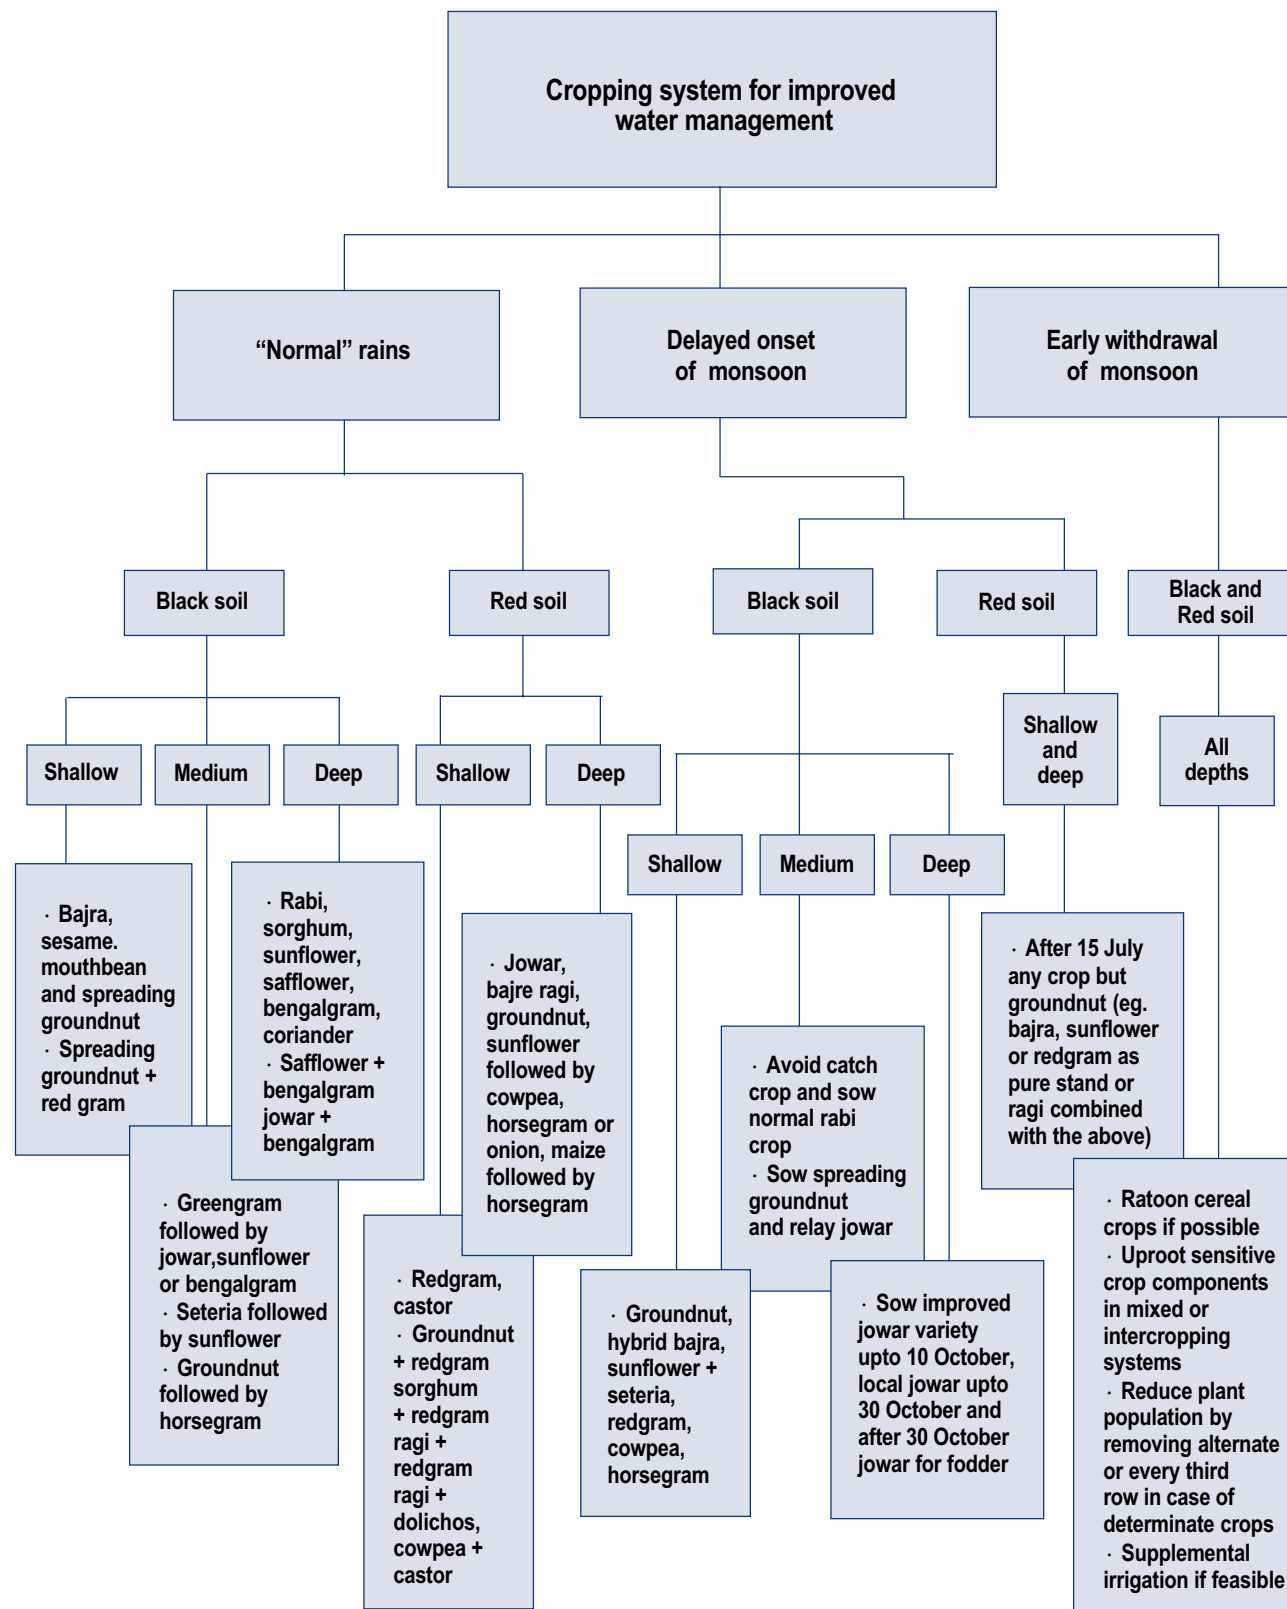 Cropping system for improved
water management
“Normal” rains
Delayed onset
of monsoon
Early withdrawal
of monsoon
Black soil
Red soil
Black soil
Red soil
Black and
Red soil
Shallow
Medium
Deep
Shallow
Deep
Shallow
and
deep
All
depths
Shallow
Medium
Deep
· Bajra,
sesame.
mouthbean
and spreading
groundnut
· Spreading
groundnut +
red gram
· Greengram
followed by
jowar,sunflower
or bengalgram
· Seteria followed
by sunflower
· Groundnut
followed by
horsegram
· Rabi,
sorghum,
sunflower,
safflower,
bengalgram,
coriander
· Safflower +
bengalgram
jowar +
bengalgram
· Redgram,
castor
· Groundnut
+ redgram
sorghum
+ redgram
ragi +
redgram
ragi +
dolichos,
cowpea +
castor
· Jowar,
bajre ragi,
groundnut,
sunflower
followed by
cowpea,
horsegram or
onion, maize
followed by
horsegram
· Groundnut,
hybrid bajra,
sunflower +
seteria,
redgram,
cowpea,
horsegram
· Avoid catch
crop and sow
normal rabi
crop
· Sow spreading
groundnut
and relay jowar
· Sow improved
jowar variety
upto 10 October,
local jowar upto
30 October and
after 30 October
jowar for fodder
· After 15 July
any crop but
groundnut (eg.
bajra, sunflower
or redgram as
pure stand or
ragi combined
with the above)
· Ratoon cereal
crops if possible
· Uproot sensitive
crop components
in mixed or
intercropping
systems
· Reduce plant
population by
removing alternate
or every third
row in case of
determinate crops
· Supplemental
irrigation if feasible